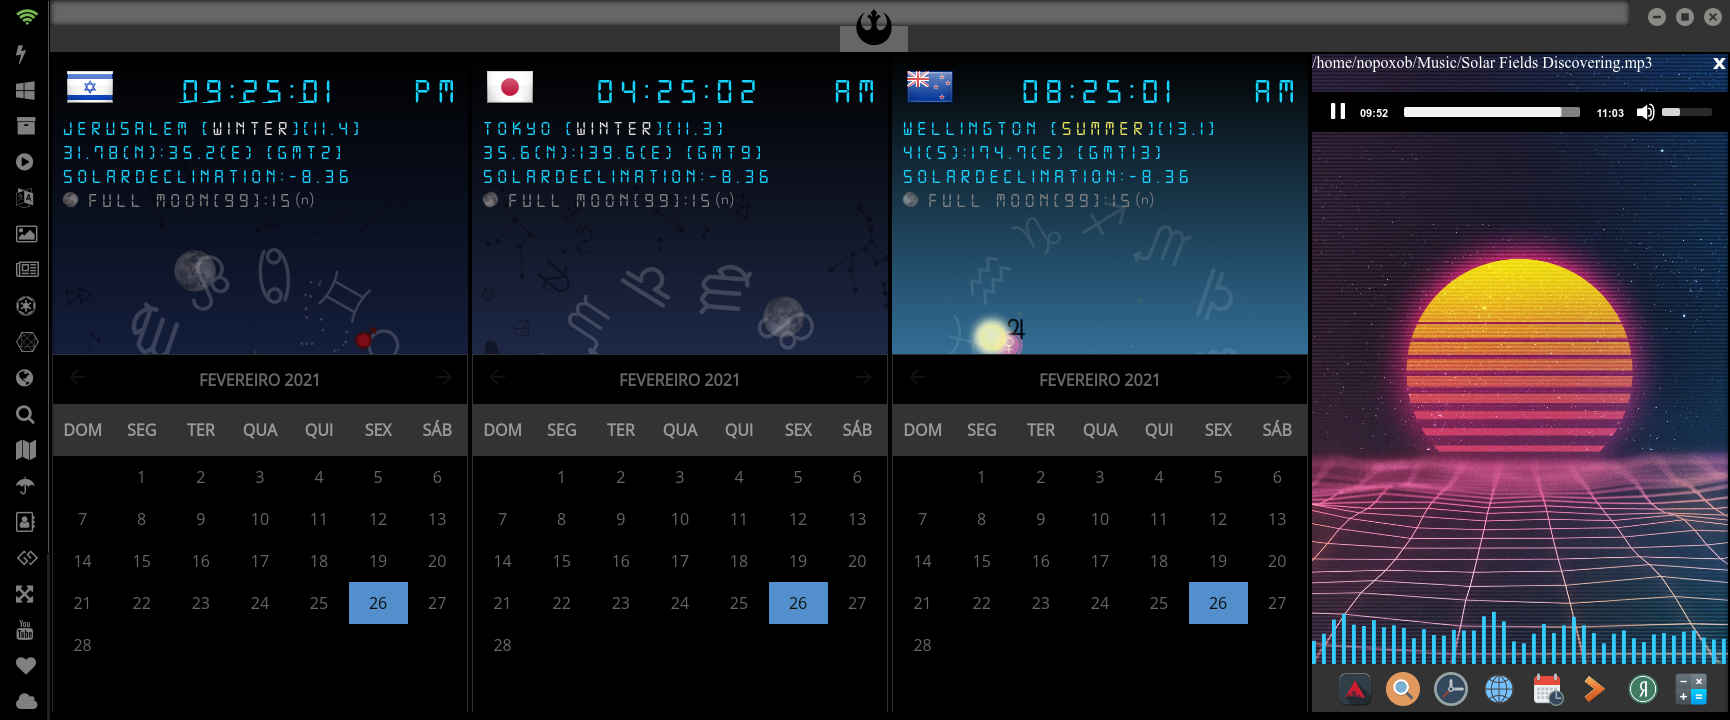 09:25:01 PM
JERUSALEM [WINTER][11.4]
31.78(N):35.2(E) [GMT2]
SOLARDECLINATION:-8.36
FULL MOON[99]:15(n)
FEVEREIRO 2021
DOM SEG TER QUA QUI SEX SÁB
1 2 3 4 5 6
7 8 9 10 11 12 13
14 15 16 17 18 19 20
21 22 23 24 25 26 27
28
04:25:02 AM
TOKYO [WINTER][11.3]
35.6(N):139.6(E) [GMT9]
SOLARDECLINATION:-8.36
FULL MOON[99]:15(n)
FEVEREIRO 2021
DOM SEG TER QUA QUI SEX SÁB
1 2 3 4 5 6
7 8 9 10 11 12 13
14 15 16 17 18 19 20
21 22 23 24 25 26 27
28
08:25:01 AM
WELLINGTON [SUMMER][13.1]
41(S):174.7(E) [GMT13]
SOLARDECLINATION:-8.36
FULL MOON[99]:15(n)
FEVEREIRO 2021
DOM SEG TER QUA QUI SEX SÁB
1 2 3 4 5 6
7 8 9 10 11 12 13
14 15 16 17 18 19 20
21 22 23 24 25 26 27
28
/home/nopoxob/Music/Solar Fields Discovering.mp3 x
09:52 11:03
You
Tube
Я